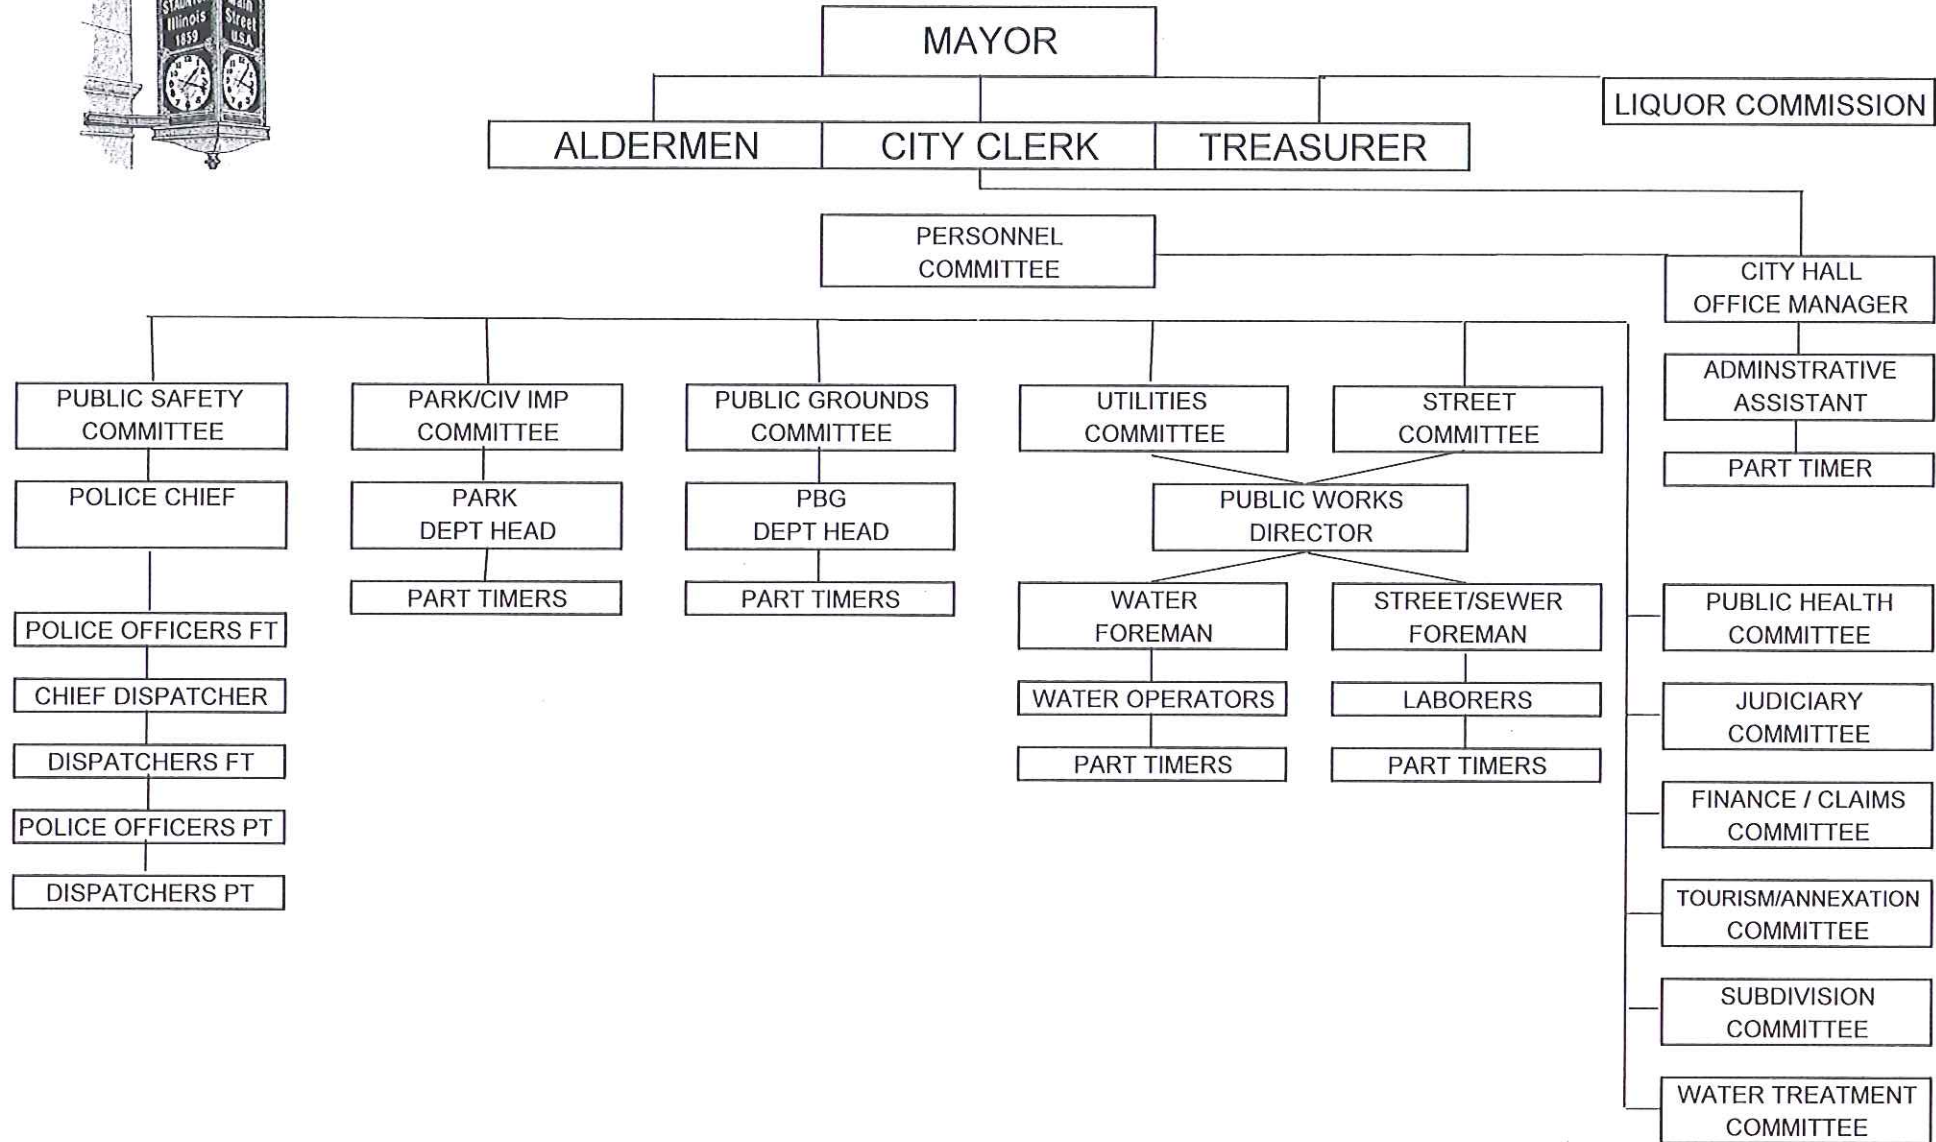 Illinois
1859
Main
Street
U.S.A.
MAYOR
LIQUOR COMMISSION
ALDERMEN
CITY CLERK
TREASURER
PERSONNEL
COMMITTEE
CITY HALL
OFFICE MANAGER
ADMINSTRATIVE
ASSISTANT
PART TIMER
PUBLIC SAFETY
COMMITTEE
POLICE CHIEF
POLICE OFFICERS FT
CHIEF DISPATCHER
DISPATCHERS FT
POLICE OFFICERS PT
DISPATCHERS PT
PARK/CIV IMP
COMMITTEE
PARK
DEPT HEAD
PART TIMERS
PUBLIC GROUNDS
COMMITTEE
PBG
DEPT HEAD
PART TIMERS
UTILITIES
COMMITTEE
STREET
COMMITTEE
PUBLIC WORKS
DIRECTOR
WATER
FOREMAN
WATER OPERATORS
PART TIMERS
STREET/SEWER
FOREMAN
LABORERS
PART TIMERS
PUBLIC HEALTH
COMMITTEE
JUDICIARY
COMMITTEE
FINANCE / CLAIMS
COMMITTEE
TOURISM/ANNEXATION
COMMITTEE
SUBDIVISION
COMMITTEE
WATER TREATMENT
COMMITTEE